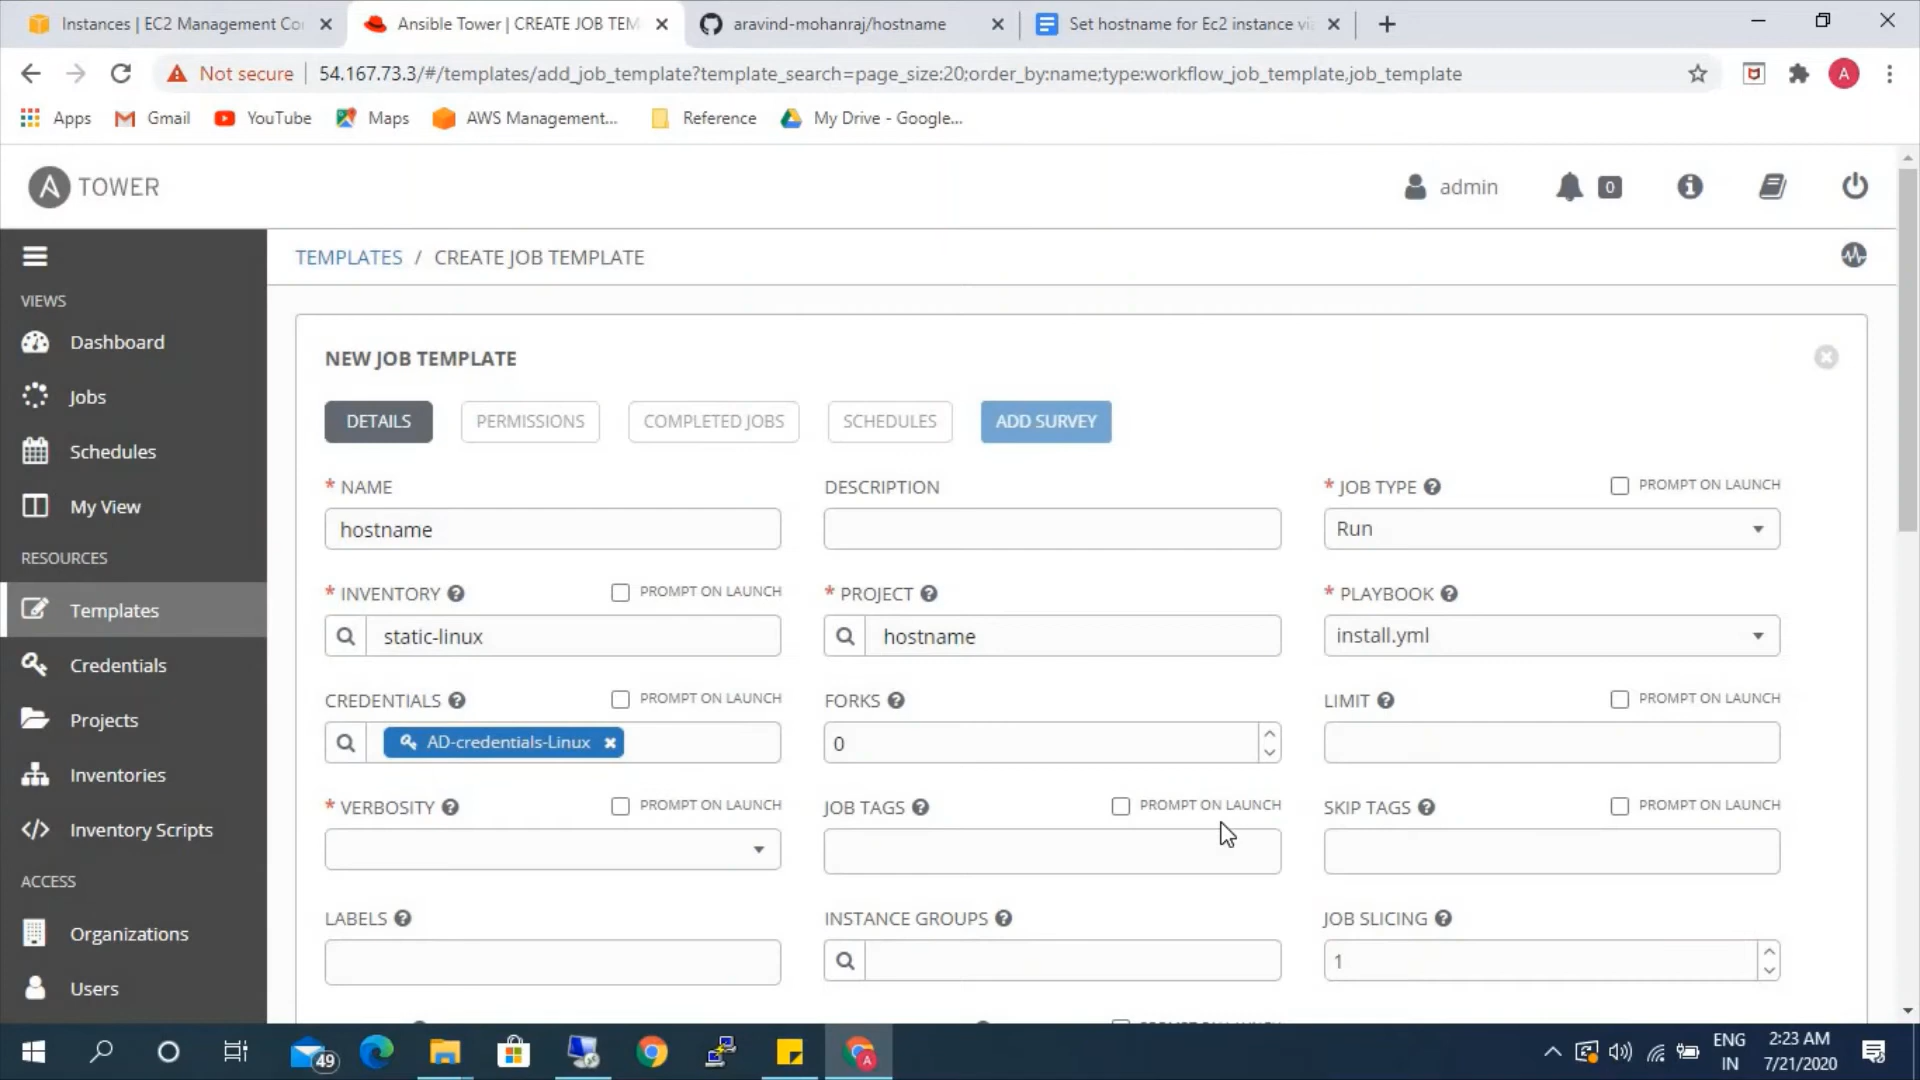 Instances | EC2 Management Co
Ansible Tower | CREATE JOB TEM
aravind-mohanraj/hostname
Set hostname for Ec2 instance vi
Not secure
54.167.73.3/#/templates/add_job_template?template_search=page_size:20;order_by:name;type:workflow_job_template,job_template
A
Apps
Gmail
YouTube
Maps
AWS Management...
Reference
My Drive - Google...
A TOWER
admin
0
VIEWS
Dashboard
Jobs
Schedules
My View
RESOURCES
Templates
Credentials
Projects
Inventories
Inventory Scripts
ACCESS
Organizations
Users
TEMPLATES / CREATE JOB TEMPLATE
NEW JOB TEMPLATE
DETAILS
PERMISSIONS
COMPLETED JOBS
SCHEDULES
ADD SURVEY
* NAME
hostname
DESCRIPTION
* JOB TYPE ?
PROMPT ON LAUNCH
Run
* INVENTORY ?
PROMPT ON LAUNCH
static-linux
* PROJECT ?
hostname
* PLAYBOOK ?
install.yml
CREDENTIALS ?
PROMPT ON LAUNCH
AD-credentials-Linux
FORKS ?
0
LIMIT ?
PROMPT ON LAUNCH
* VERBOSITY ?
PROMPT ON LAUNCH
JOB TAGS ?
PROMPT ON LAUNCH
SKIP TAGS ?
PROMPT ON LAUNCH
LABELS ?
INSTANCE GROUPS ?
JOB SLICING ?
1
49
A
ENG
IN
2:23 AM
7/21/2020